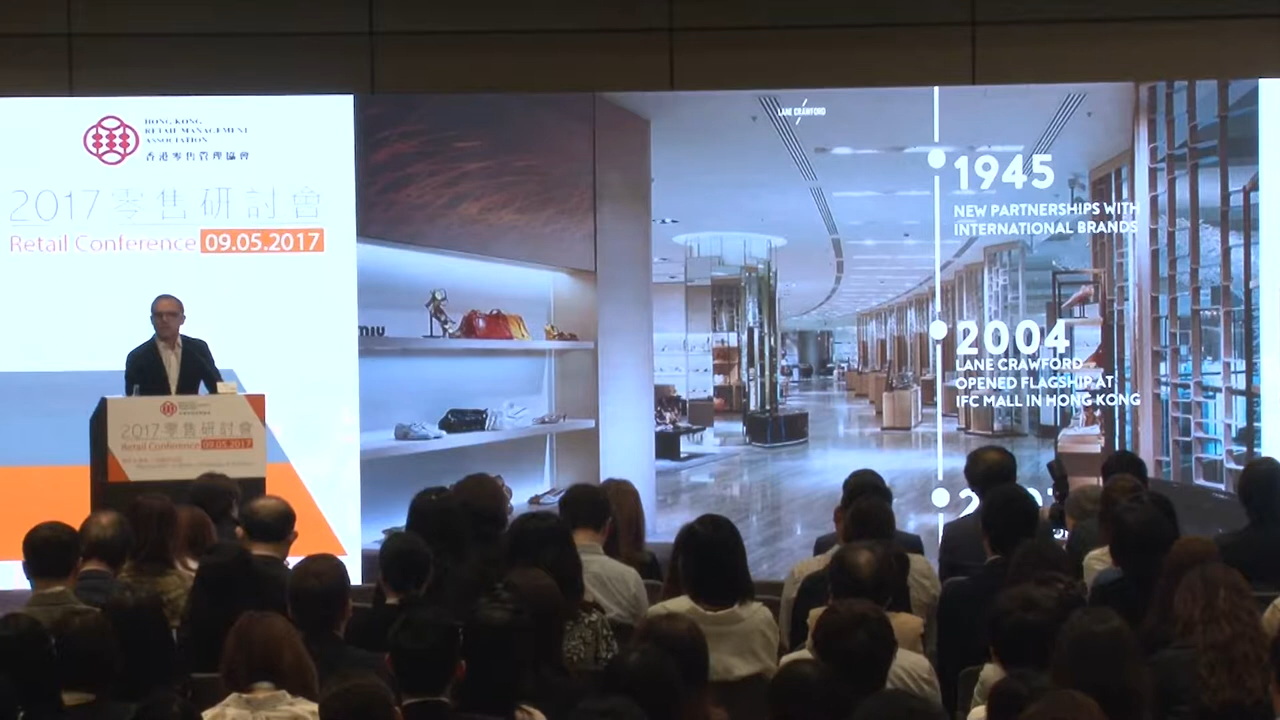 HONG KONG
RETAIL MANAGEMENT
ASSOCIATION
香港零售管理協會
2017零售研討會
Retail Conference 09.05.2017
LANE CRAWFORD
1945
NEW PARTNERSHIPS WITH
INTERNATIONAL BRANDS
2004
LANE CRAWFORD
OPENED FLAGSHIP AT
IFC MALL IN HONG KONG
MIU
2017零售研討會
Retail Conference 09.05.2017